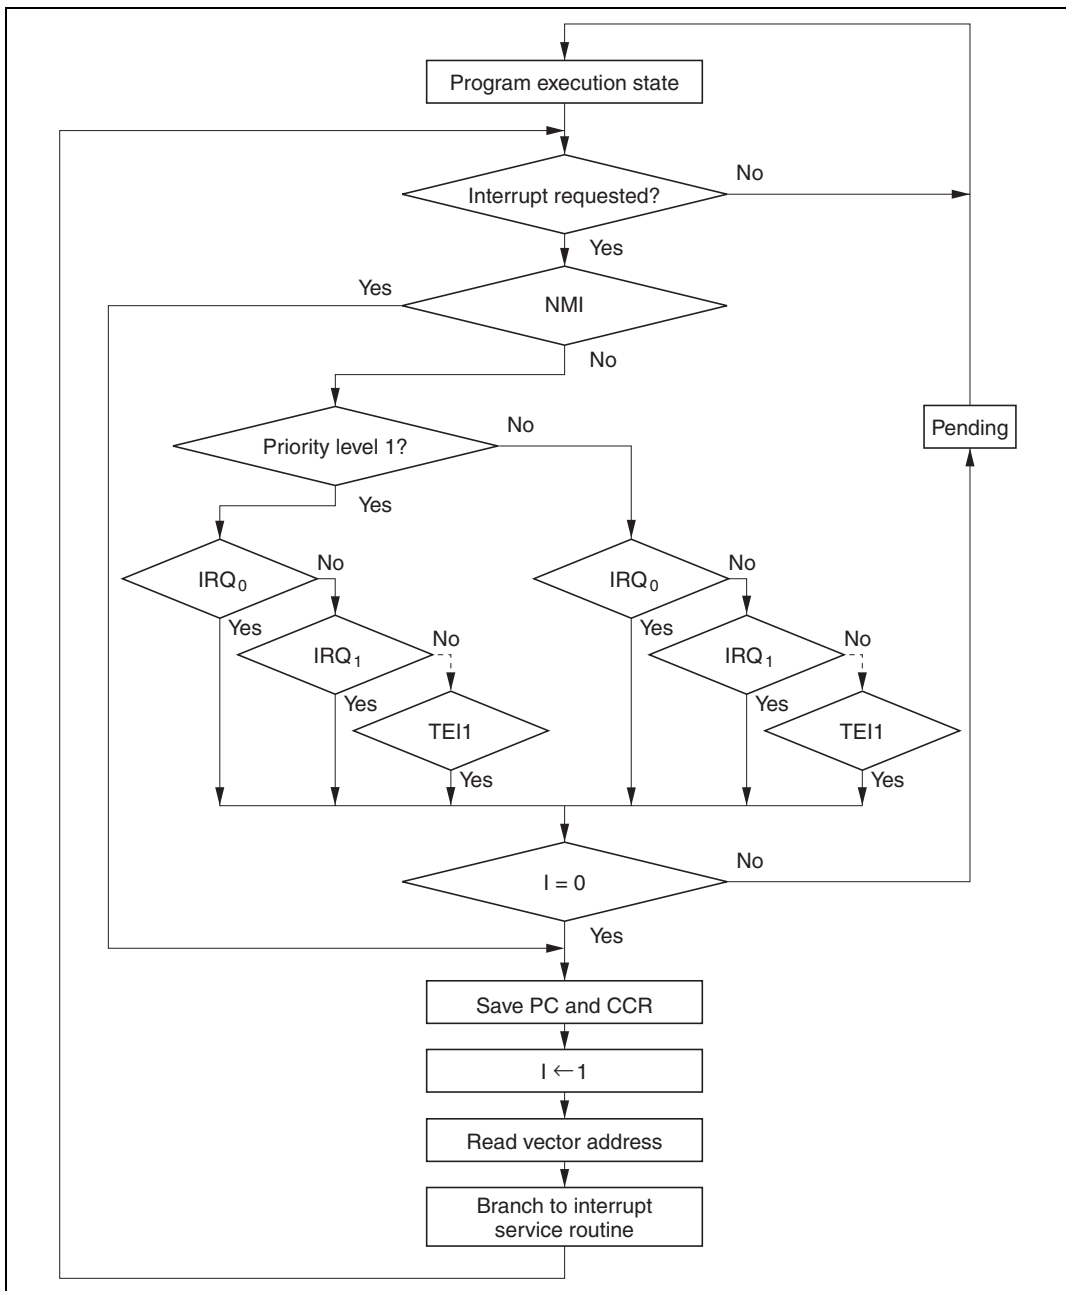 Program execution state
Interrupt requested?
No
Yes
NMI
Yes
No
Priority level 1?
No
Yes
Pending
IRQ0
No
Yes
IRQ1
No
Yes
TEI1
Yes
IRQ0
No
Yes
IRQ1
No
Yes
TEI1
Yes
I = 0
No
Yes
Save PC and CCR
I ← 1
Read vector address
Branch to interrupt
service routine